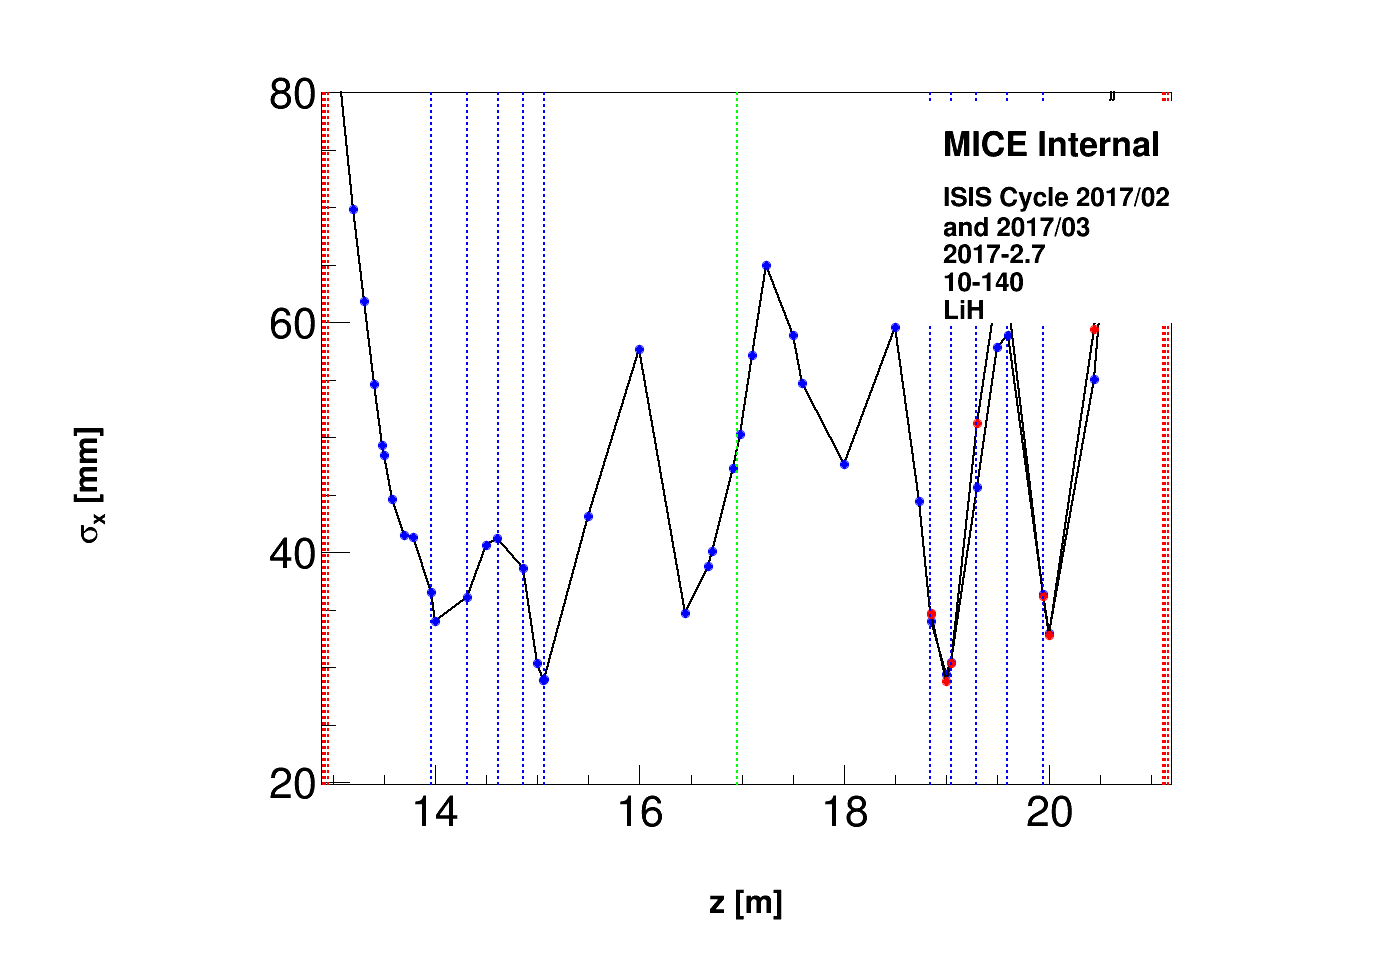 80
60
40
20
14 16 18 20
σx [mm]
z [m]
MICE Internal
ISIS Cycle 2017/02
and 2017/03
2017-2.7
10-140
LiH